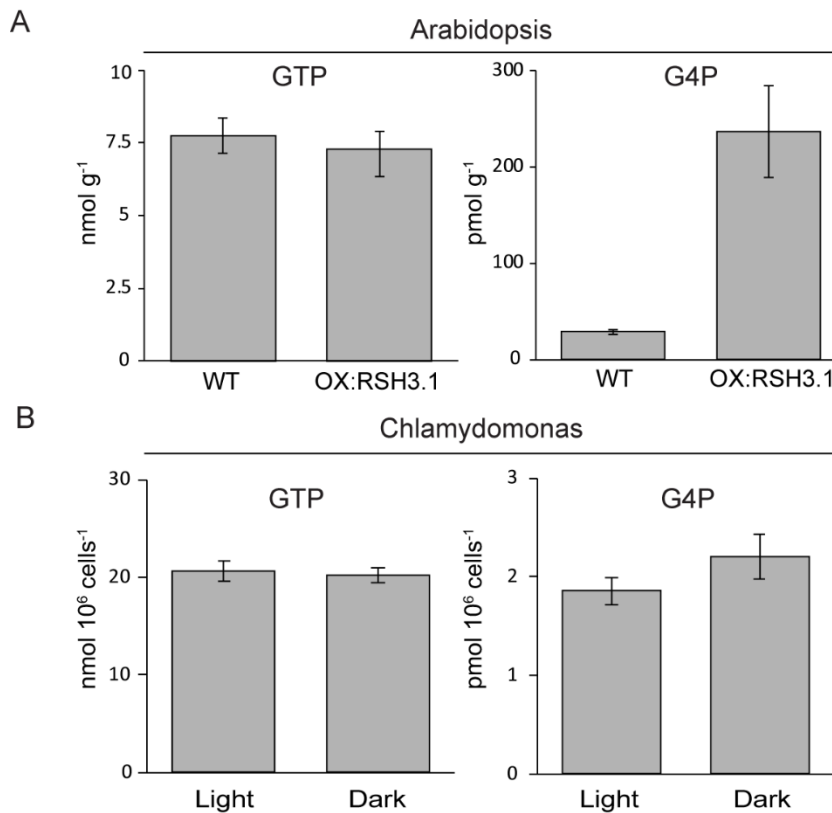 A
Arabidopsis
GTP
G4P
10
7.5
5
2.5
0
nmol g⁻¹
WT
OX:RSH3.1
300
200
100
0
pmol g⁻¹
WT
OX:RSH3.1
B
Chlamydomonas
GTP
G4P
30
20
10
0
nmol 10⁶ cells⁻¹
Light
Dark
3
2
1
0
pmol 10⁶ cells⁻¹
Light
Dark